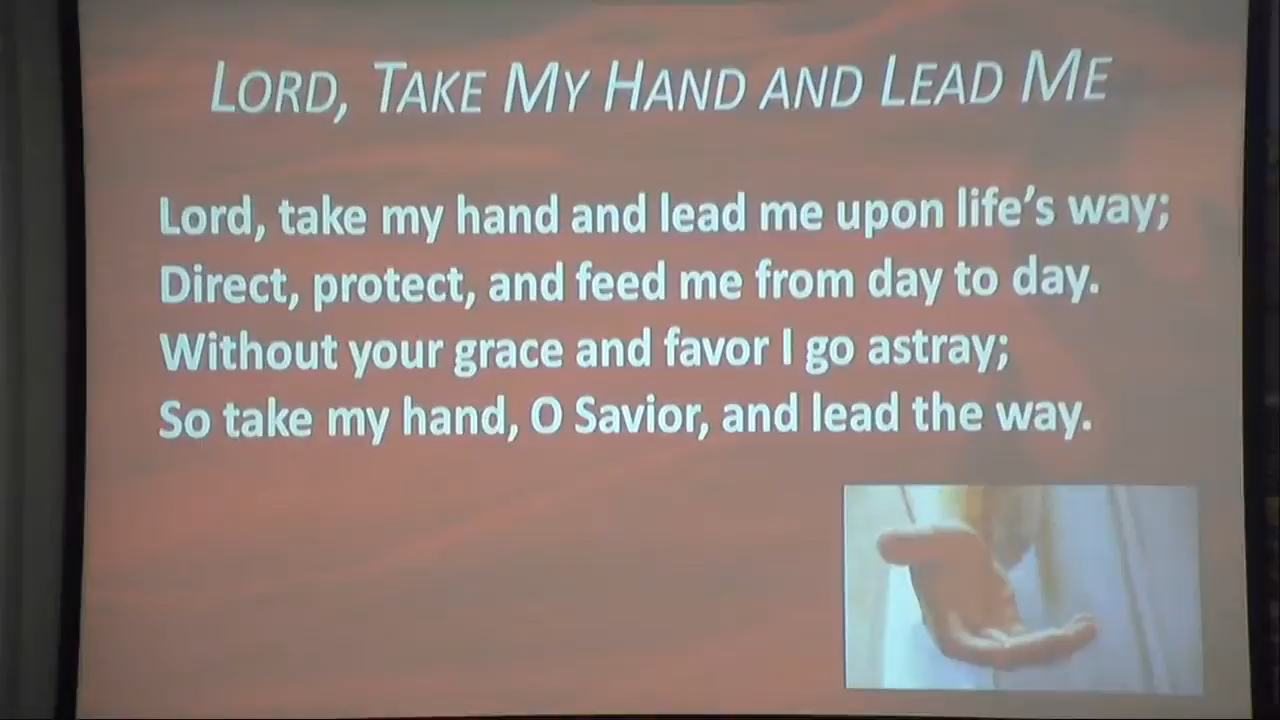 LORD, TAKE MY HAND AND LEAD ME
Lord, take my hand and lead me upon life's way;
Direct, protect, and feed me from day to day.
Without your grace and favor I go astray;
So take my hand, O Savior, and lead the way.